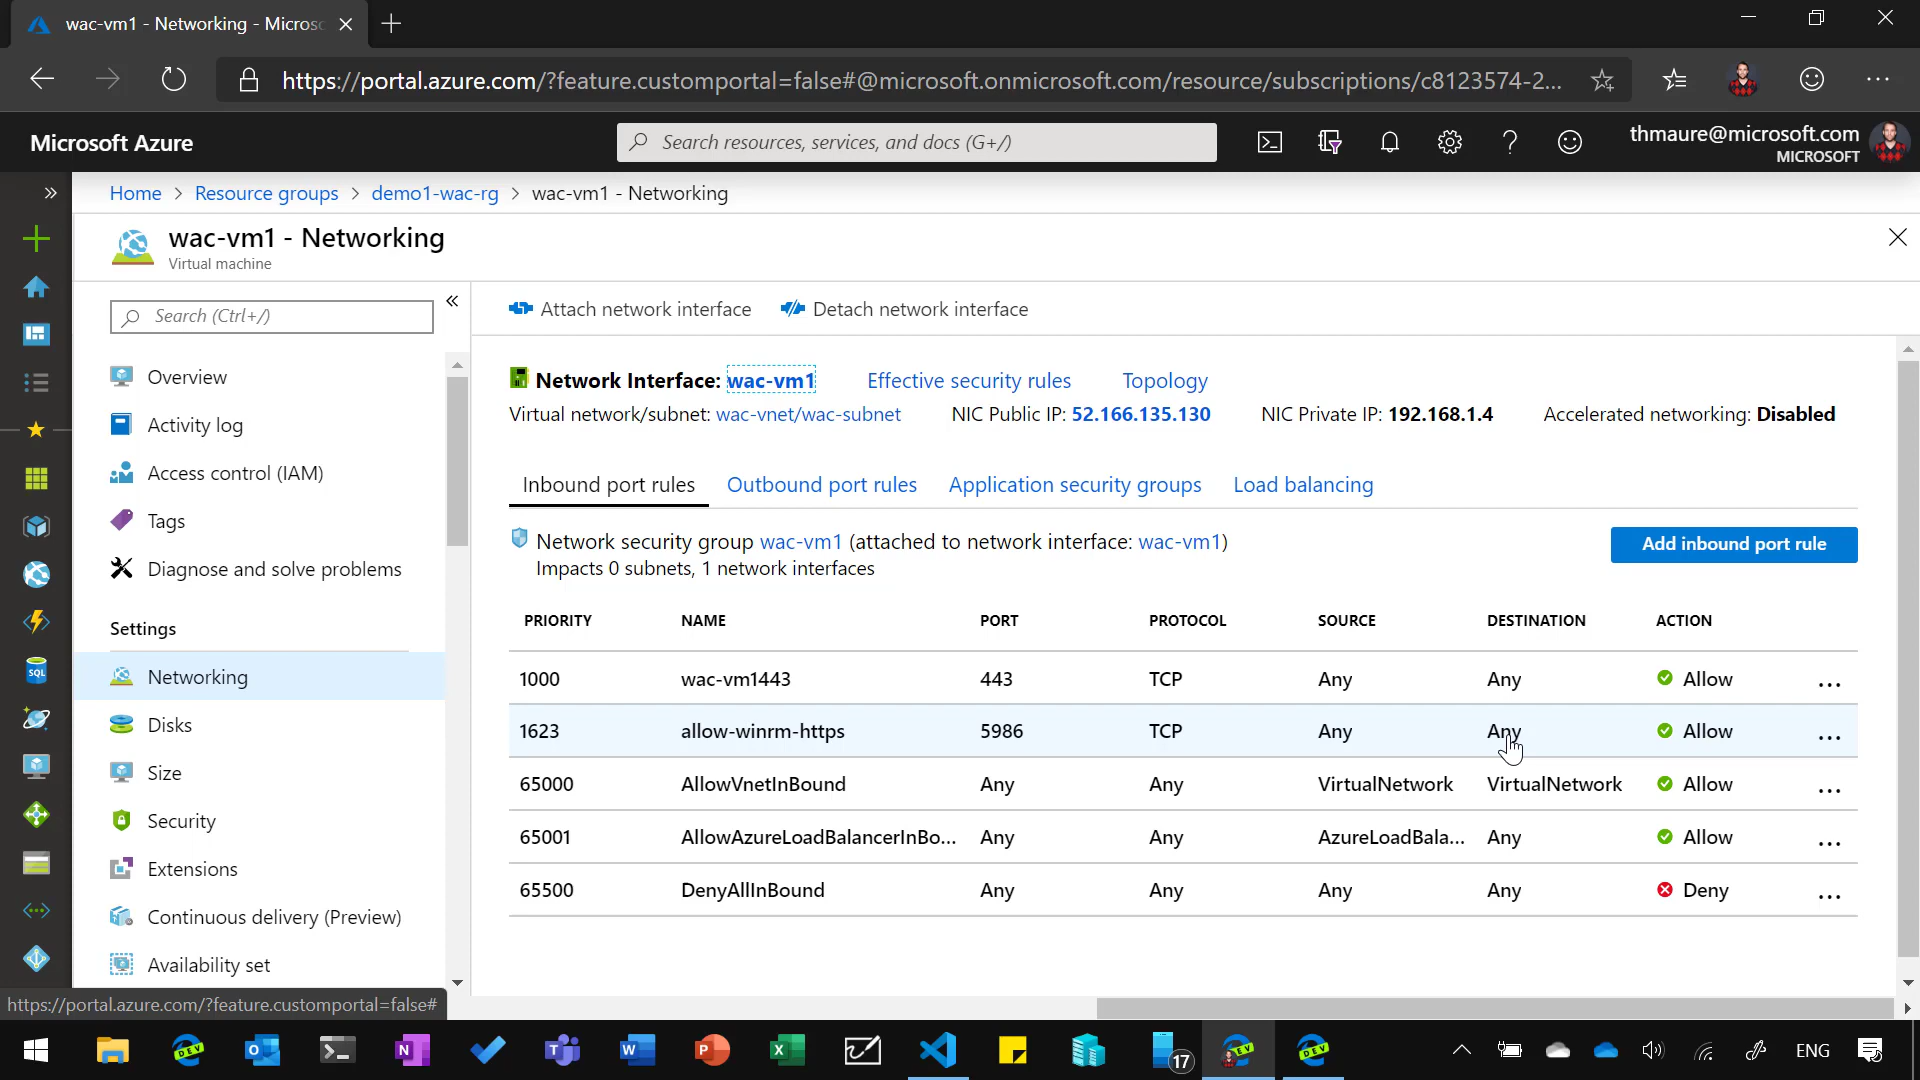 wac-vm1 - Networking - Micros
https://portal.azure.com/?feature.customportal=false#@microsoft.onmicrosoft.com/resource/subscriptions/c8123574-2...
Microsoft Azure
Search resources, services, and docs (G+/)
thmaure@microsoft.com
MICROSOFT
Home > Resource groups > demo1-wac-rg > wac-vm1 - Networking
wac-vm1 - Networking
Virtual machine
Search (Ctrl+/)
Overview
Activity log
Access control (IAM)
Tags
Diagnose and solve problems
Settings
Networking
Disks
Size
Security
Extensions
Continuous delivery (Preview)
Availability set
Attach network interface Detach network interface
Network Interface: wac-vm1 Effective security rules Topology
Virtual network/subnet: wac-vnet/wac-subnet NIC Public IP: 52.166.135.130 NIC Private IP: 192.168.1.4 Accelerated networking: Disabled
Inbound port rules Outbound port rules Application security groups Load balancing
Network security group wac-vm1 (attached to network interface: wac-vm1)
Impacts 0 subnets, 1 network interfaces
Add inbound port rule
PRIORITY NAME PORT PROTOCOL SOURCE DESTINATION ACTION
1000 wac-vm1443 443 TCP Any Any Allow ...
1623 allow-winrm-https 5986 TCP Any Any Allow ...
65000 AllowVnetInBound Any Any VirtualNetwork VirtualNetwork Allow ...
65001 AllowAzureLoadBalancerInBo... Any Any AzureLoadBala... Any Allow ...
65500 DenyAllInBound Any Any Any Any Deny ...
https://portal.azure.com/?feature.customportal=false#
SQL
DEV
17
EV
DEV
ENG